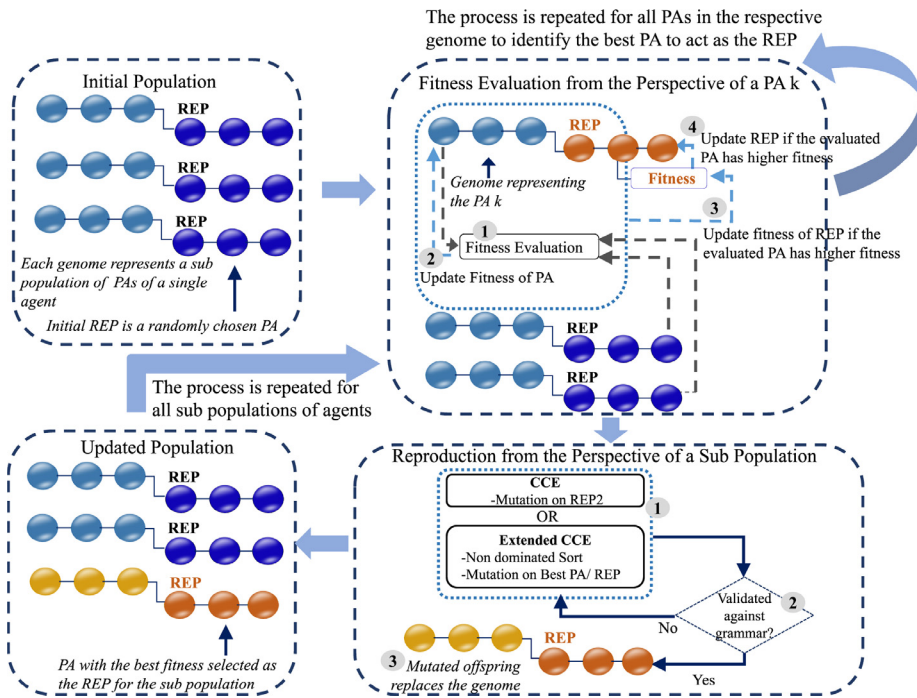 The process is repeated for all PAs in the respective
genome to identify the best PA to act as the REP
Initial Population
REP
REP
REP
Each genome represents a sub
population of PAs of a single
agent
Initial REP is a randomly chosen PA
Fitness Evaluation from the Perspective of a PA k
REP
4
Update REP if the evaluated
PA has higher fitness
Fitness
Genome representing
the PA k
3
1
Fitness Evaluation
Update fitness of REP if the
evaluated PA has higher fitness
2
Update Fitness of PA
REP
REP
The process is repeated for
all sub populations of agents
Updated Population
REP
REP
REP
PA with the best fitness selected as
the REP for the sub population
Reproduction from the Perspective of a Sub Population
CCE
-Mutation on REP2
1
OR
Extended CCE
-Non dominated Sort
-Mutation on Best PA/ REP
Validated
against
grammar?
2
No
Yes
REP
3
Mutated offspring
replaces the genome